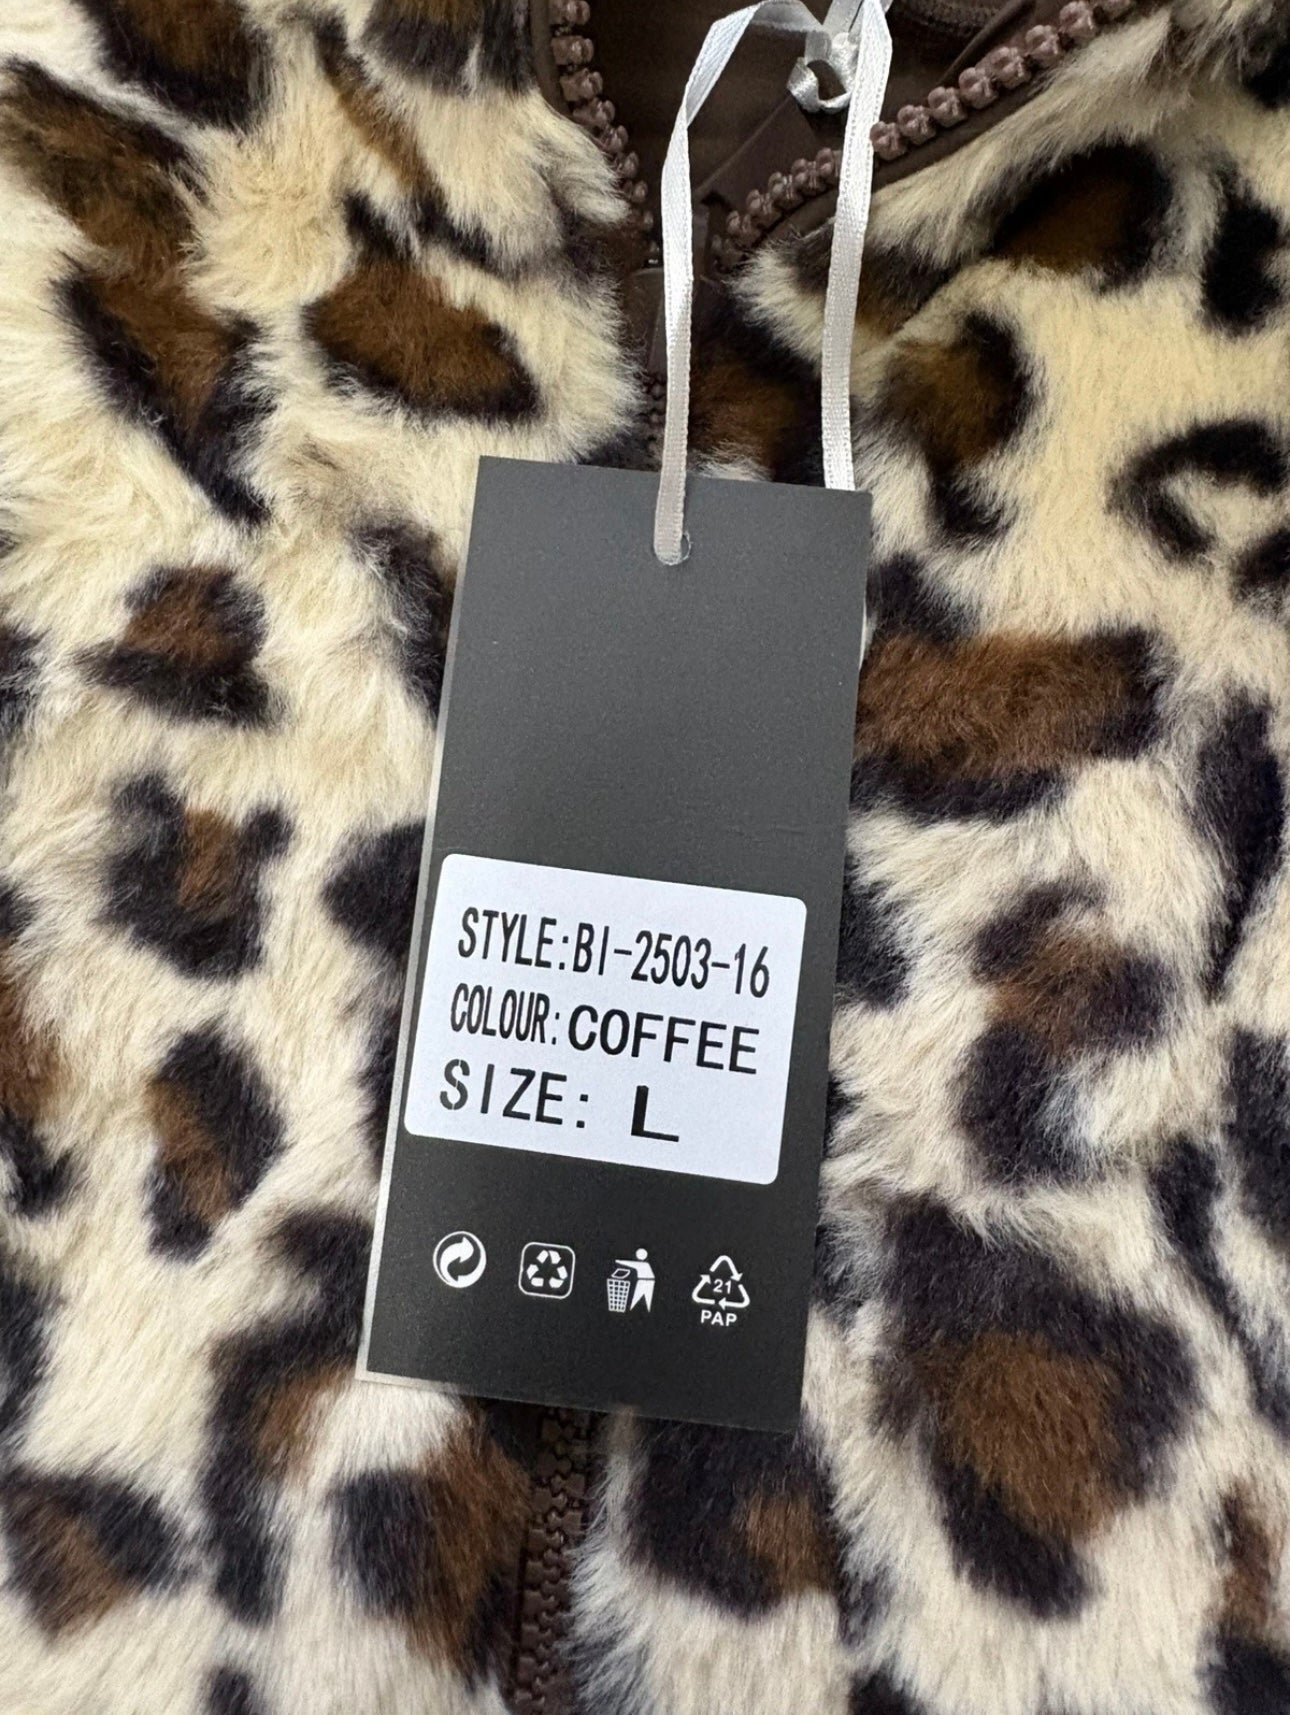 STYLE:BI-2503-16
COLOUR:COFFEE
SIZE: L
21
PAP